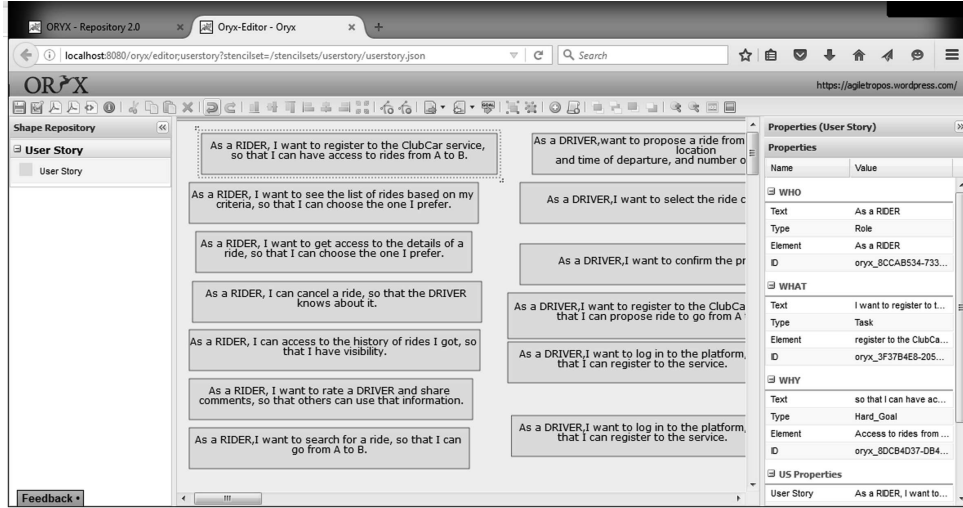 ORYX - Repository 2.0
Oryx-Editor - Oryx
localhost:8080/oryx/editor;userstory?stencilset=/stencilsets/userstory/userstory.json
Search
ORYX
https://agiletropos.wordpress.com/
Shape Repository
User Story
User Story
As a RIDER, I want to register to the ClubCar service,
so that I can have access to rides from A to B.
As a RIDER, I want to see the list of rides based on my
criteria, so that I can choose the one I prefer.
As a RIDER, I want to get access to the details of a
ride, so that I can choose the one I prefer.
As a RIDER, I can cancel a ride, so that the DRIVER
knows about it.
As a RIDER, I can access to the history of rides I got, so
that I have visibility.
As a RIDER, I want to rate a DRIVER and share
comments, so that others can use that information.
As a RIDER,I want to search for a ride, so that I can
go from A to B.
As a DRIVER,want to propose a ride from
location
and time of departure, and number o
As a DRIVER,I want to select the ride c
As a DRIVER,I want to confirm the pr
As a DRIVER,I want to register to the ClubCa
that I can propose ride to go from A
As a DRIVER,I want to log in to the platform,
that I can register to the service.
As a DRIVER,I want to log in to the platform,
that I can register to the service.
Properties (User Story)
Properties
Name Value
WHO
Text As a RIDER
Type Role
Element As a RIDER
ID oryx_8CCAB534-733...
WHAT
Text I want to register to t...
Type Task
Element register to the ClubCa...
ID oryx_3F37B4E8-205...
WHY
Text so that I can have ac...
Type Hard_Goal
Element Access to rides from ...
ID oryx_8DCB4D37-DB4...
US Properties
User Story As a RIDER, I want to...
Feedback